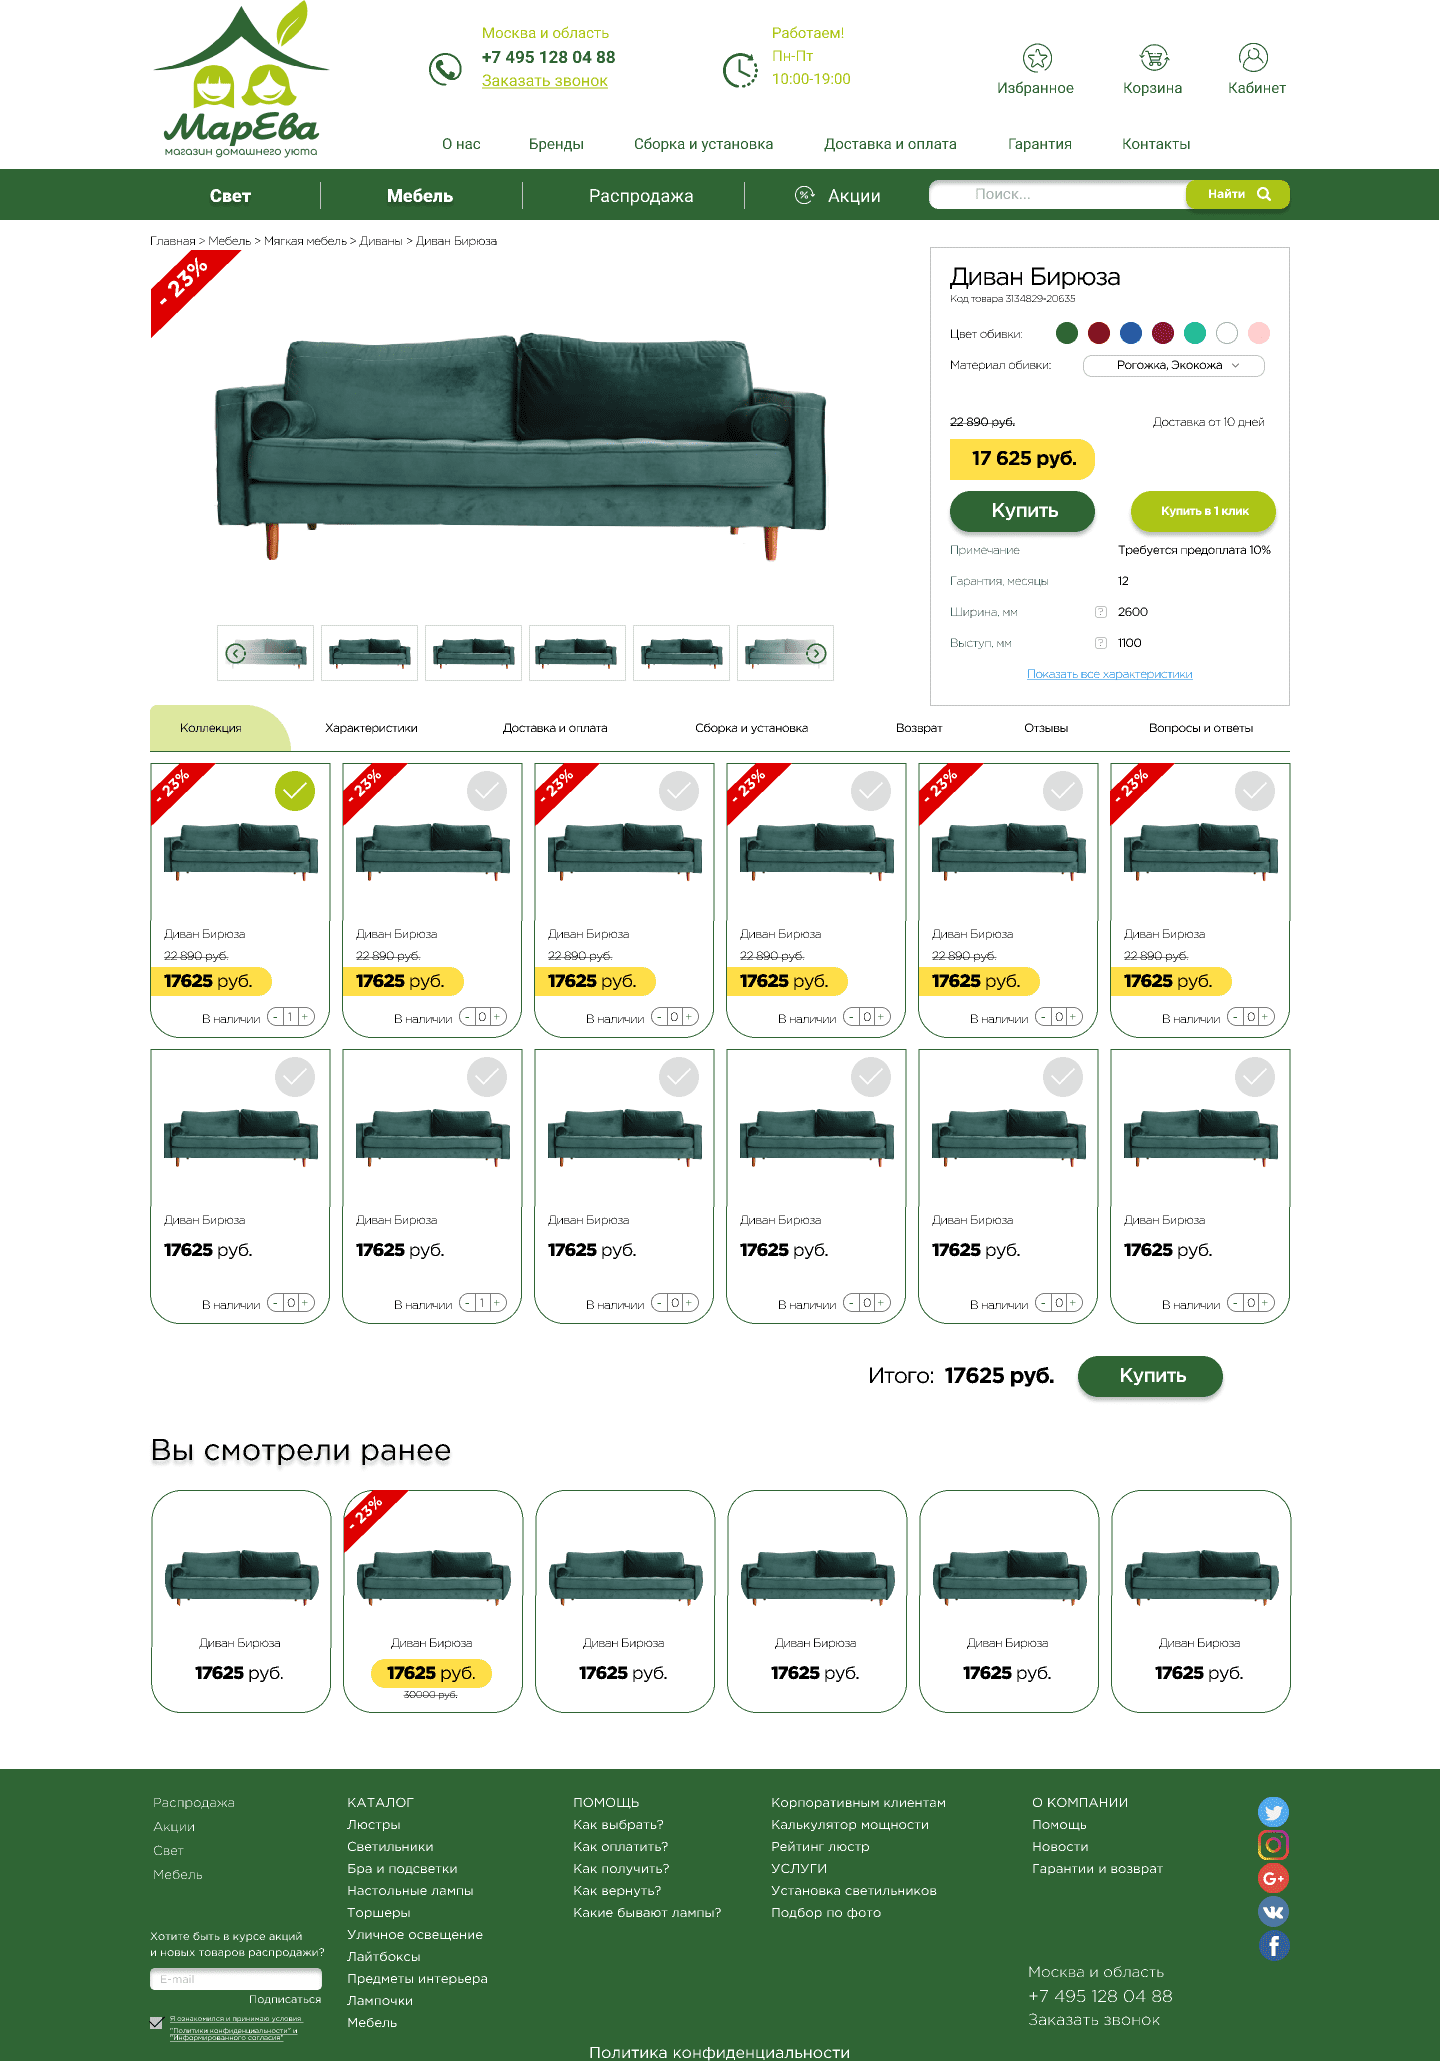 МарЕва
магазин домашнего уюта
Москва и область
+7 495 128 04 88
Заказать звонок
Работаем!
Пн-Пт
10:00-19:00
Избранное
Корзина
Кабинет
О нас
Бренды
Сборка и установка
Доставка и оплата
Гарантия
Контакты
Свет
Мебель
Распродажа
% Акции
Поиск...
Найти
Главная > Мебель > Мягкая мебель > Диваны > Диван Бирюза
- 23%
Диван Бирюза
Код товара 3134829-20635
Цвет обивки:
Материал обивки:
Рогожка, Экокожа
22 890 руб.
Доставка от 10 дней
17 625 руб.
Купить
Купить в 1 клик
Примечание
Требуется предоплата 10%
Гарантия, месяцы
12
Ширина, мм
? 2600
Выступ, мм
? 1100
Показать все характеристики
Коллекция
Характеристики
Доставка и оплата
Сборка и установка
Возврат
Отзывы
Вопросы и ответы
- 23% - 23% - 23% - 23% - 23% - 23%
Диван Бирюза Диван Бирюза Диван Бирюза Диван Бирюза Диван Бирюза Диван Бирюза
22 890 руб. 22 890 руб. 22 890 руб. 22 890 руб. 22 890 руб. 22 890 руб.
17625 руб. 17625 руб. 17625 руб. 17625 руб. 17625 руб. 17625 руб.
В наличии - 1 + В наличии - 0 + В наличии - 0 + В наличии - 0 + В наличии - 0 + В наличии - 0 +
Диван Бирюза Диван Бирюза Диван Бирюза Диван Бирюза Диван Бирюза Диван Бирюза
17625 руб. 17625 руб. 17625 руб. 17625 руб. 17625 руб. 17625 руб.
В наличии - 0 + В наличии - 1 + В наличии - 0 + В наличии - 0 + В наличии - 0 + В наличии - 0 +
Итого: 17625 руб.
Купить
Вы смотрели ранее
- 23%
Диван Бирюза Диван Бирюза Диван Бирюза Диван Бирюза Диван Бирюза Диван Бирюза
17625 руб. 17625 руб. 17625 руб. 17625 руб. 17625 руб. 17625 руб.
30000 руб.
Распродажа
Акции
Свет
Мебель
Хотите быть в курсе акций
и новых товаров распродажи?
E-mail
Подписаться
Я ознакомился и принимаю условия
"Политики конфиденциальности" и
"Информированного согласия"
КАТАЛОГ
Люстры
Светильники
Бра и подсветки
Настольные лампы
Торшеры
Уличное освещение
Лайтбоксы
Предметы интерьера
Лампочки
Мебель
ПОМОЩЬ
Как выбрать?
Как оплатить?
Как получить?
Как вернуть?
Какие бывают лампы?
Корпоративным клиентам
Калькулятор мощности
Рейтинг люстр
УСЛУГИ
Установка светильников
Подбор по фото
О КОМПАНИИ
Помощь
Новости
Гарантии и возврат
Москва и область
+7 495 128 04 88
Заказать звонок
Политика конфиденциальности